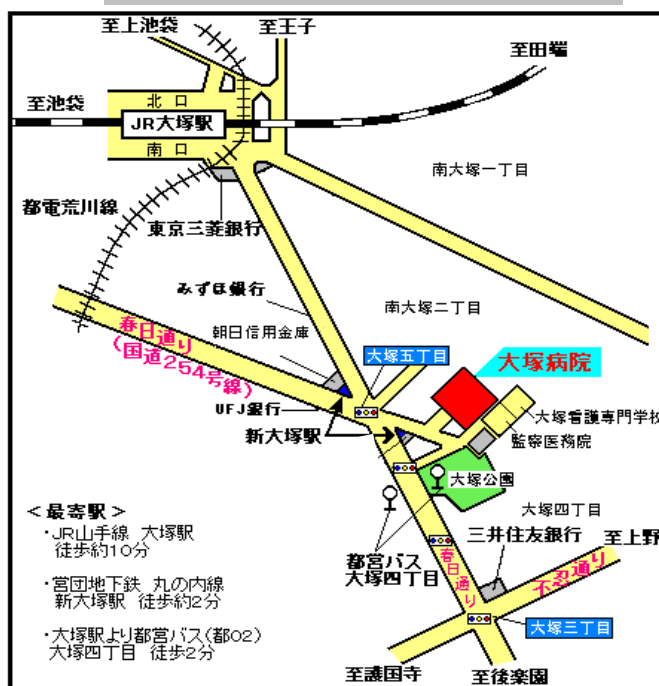 至上池袋
至王子
至田端
至池袋
北口
JR大塚駅
南口
南大塚一丁目
都電荒川線
東京三菱銀行
みずほ銀行
南大塚二丁目
春日通り
(国道254号線)
朝日信用金庫
大塚五丁目
大塚病院
UFJ銀行
新大塚駅
大塚看護専門学校
監察医務院
大塚公園
大塚四丁目
<最寄駅>
・JR山手線 大塚駅
徒歩約10分
・営団地下鉄 丸の内線
新大塚駅 徒歩約2分
・大塚駅より都営バス(都02)
大塚四丁目 徒歩2分
都営バス
大塚四丁目
春日通り
三井住友銀行
至上野
不忍通り
大塚三丁目
至護国寺
至後楽園